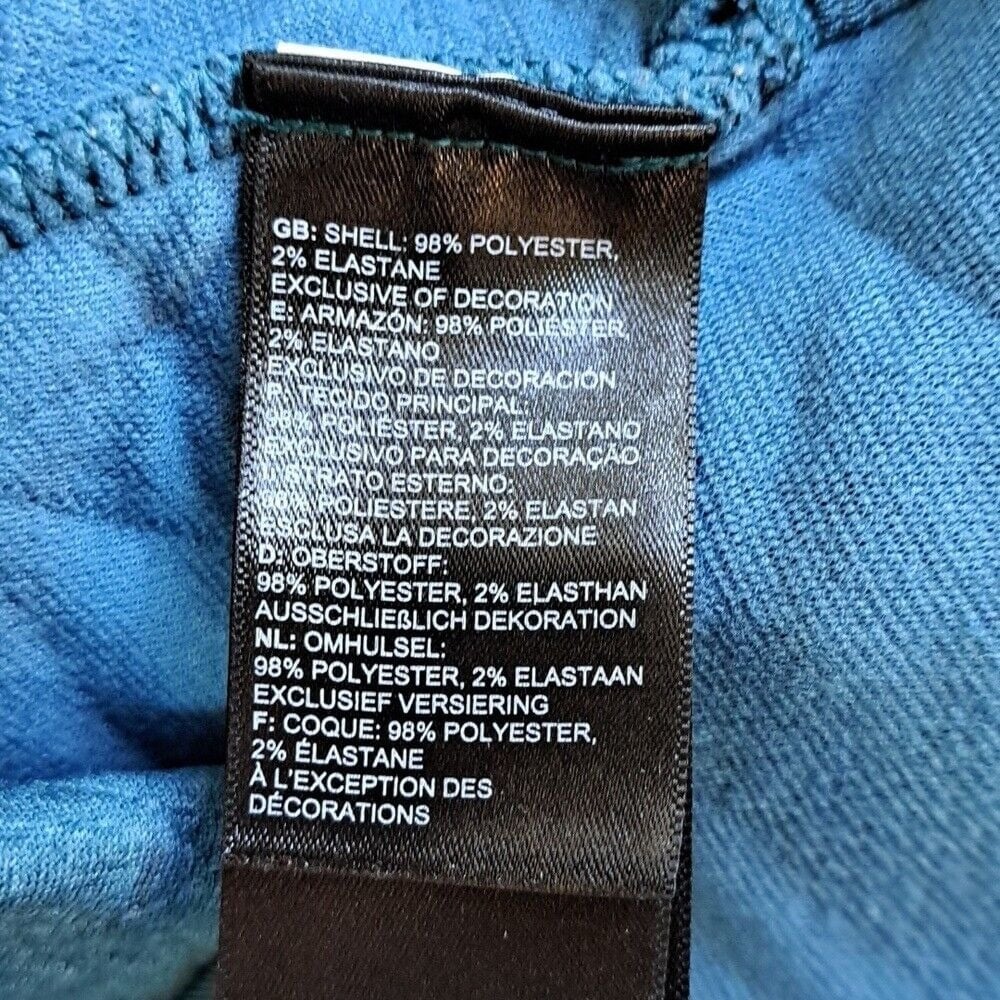 GB: SHELL: 98% POLYESTER,
2% ELASTANE
EXCLUSIVE OF DECORATION
E: ARMAZÓN: 98% POLIÉSTER,
2% ELASTANO
EXCLUSIVO DE DECORACIÓN
P: TECIDO PRINCIPAL:
98% POLIÉSTER, 2% ELASTANO
EXCLUSIVO PARA DECORAÇÃO
I: STRATO ESTERNO:
98% POLIESTERE, 2% ELASTAN
ESCLUSA LA DECORAZIONE
D: OBERSTOFF:
98% POLYESTER, 2% ELASTHAN
AUSSCHLIEßLICH DEKORATION
NL: OMHULSEL:
98% POLYESTER, 2% ELASTAAN
EXCLUSIEF VERSIERING
F: COQUE: 98% POLYESTER,
2% ÉLASTANE
À L'EXCEPTION DES
DÉCORATIONS